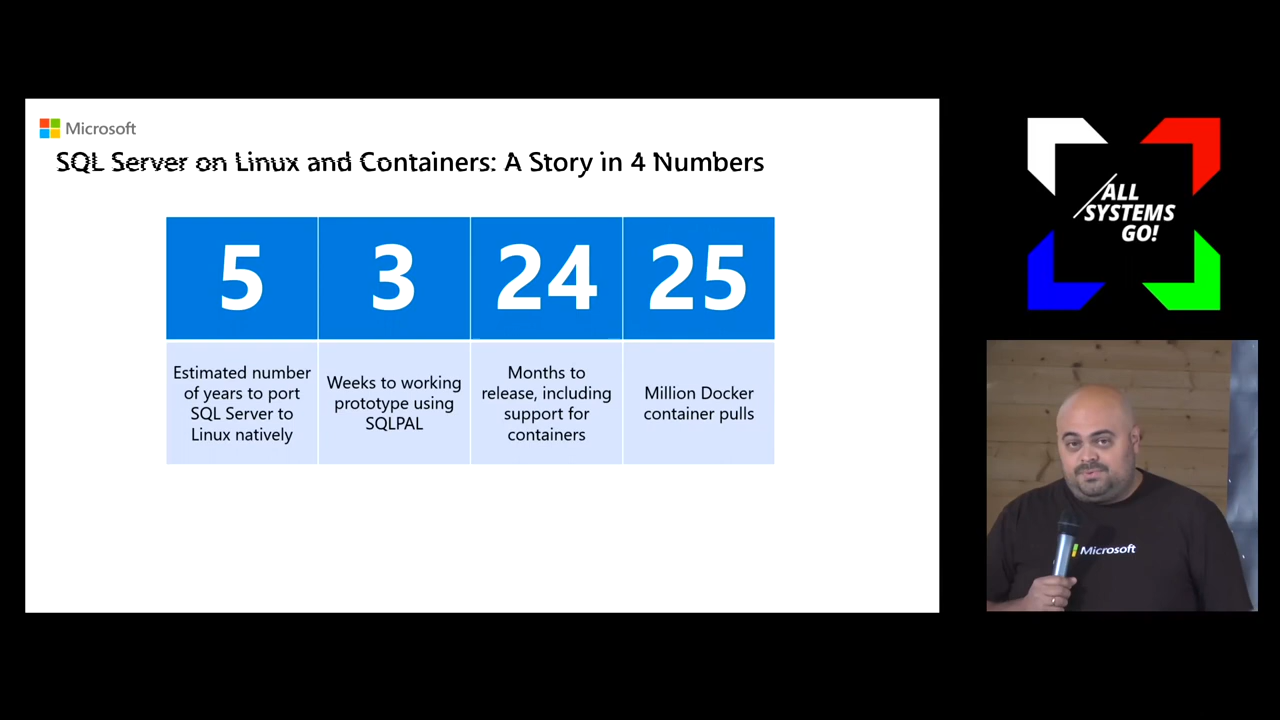 Microsoft
SQL Server on Linux and Containers: A Story in 4 Numbers
5
3
24
25
Estimated number
of years to port
SQL Server to
Linux natively
Weeks to working
prototype using
SQLPAL
Months to
release, including
support for
containers
Million Docker
container pulls
ALL
SYSTEMS
GO!
Microsoft